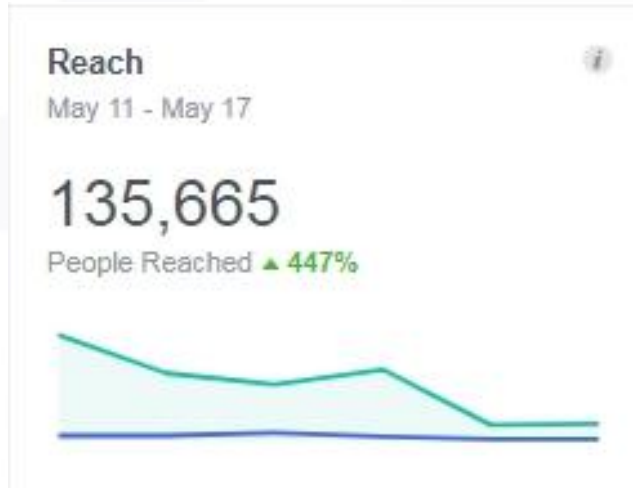 Reach
i
May 11 - May 17
135,665
People Reached ▲ 447%